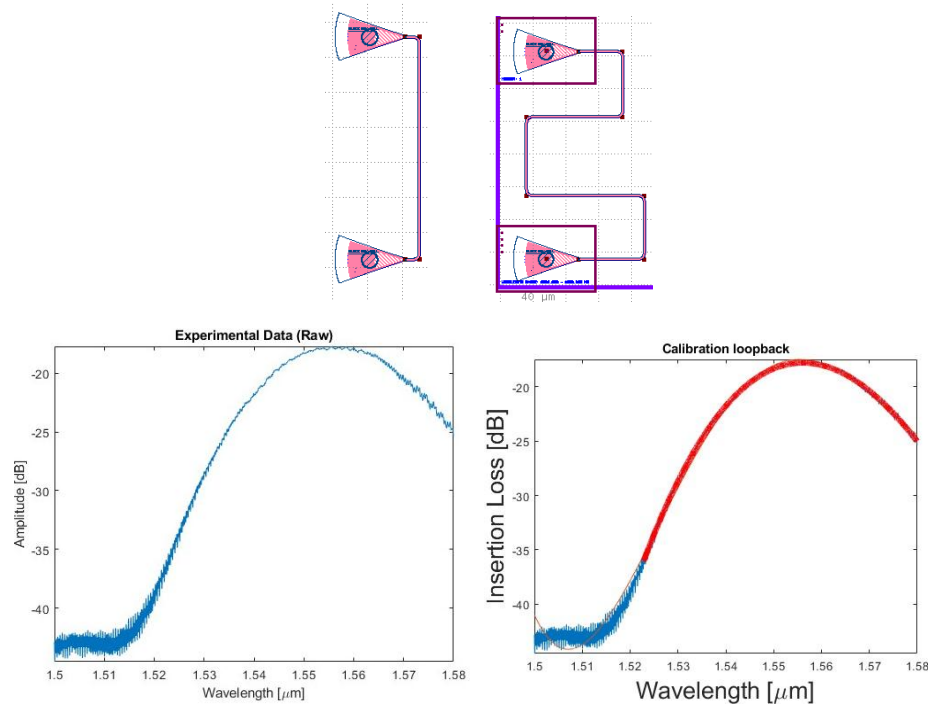 40 μm
Experimental Data (Raw)
Amplitude [dB]
-20
-25
-30
-35
-40
1.5 1.51 1.52 1.53 1.54 1.55 1.56 1.57 1.58
Wavelength [μm]
Calibration loopback
Insertion Loss [dB]
-20
-25
-30
-35
-40
1.5 1.51 1.52 1.53 1.54 1.55 1.56 1.57 1.58
Wavelength [μm]